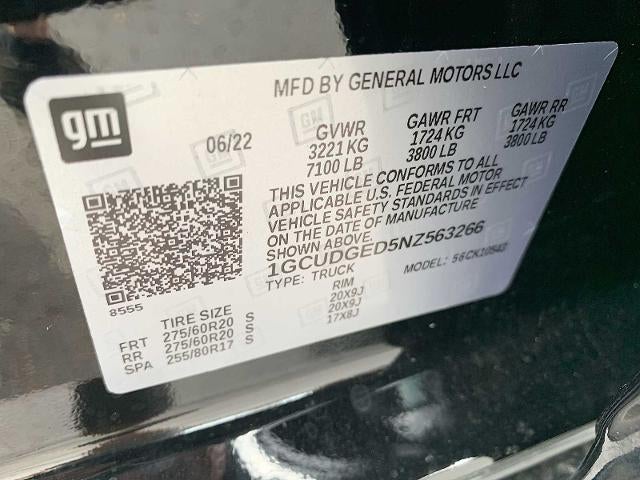 MFD BY GENERAL MOTORS LLC
gm
06/22 GVWR GAWR FRT GAWR RR
3221 KG 1724 KG 1724 KG
7100 LB 3800 LB 3800 LB
THIS VEHICLE CONFORMS TO ALL
APPLICABLE U.S. FEDERAL MOTOR
VEHICLE SAFETY STANDARDS IN EFFECT
ON THE DATE OF MANUFACTURE
SHOWN ABOVE.
1GCUDGED5NZ563266
TYPE: TRUCK MODEL: 56CK10543
8555
TIRE SIZE RIM
FRT 275/60R20 S 20X9J
RR 275/60R20 S 20X9J
SPA 255/80R17 S 17X8J